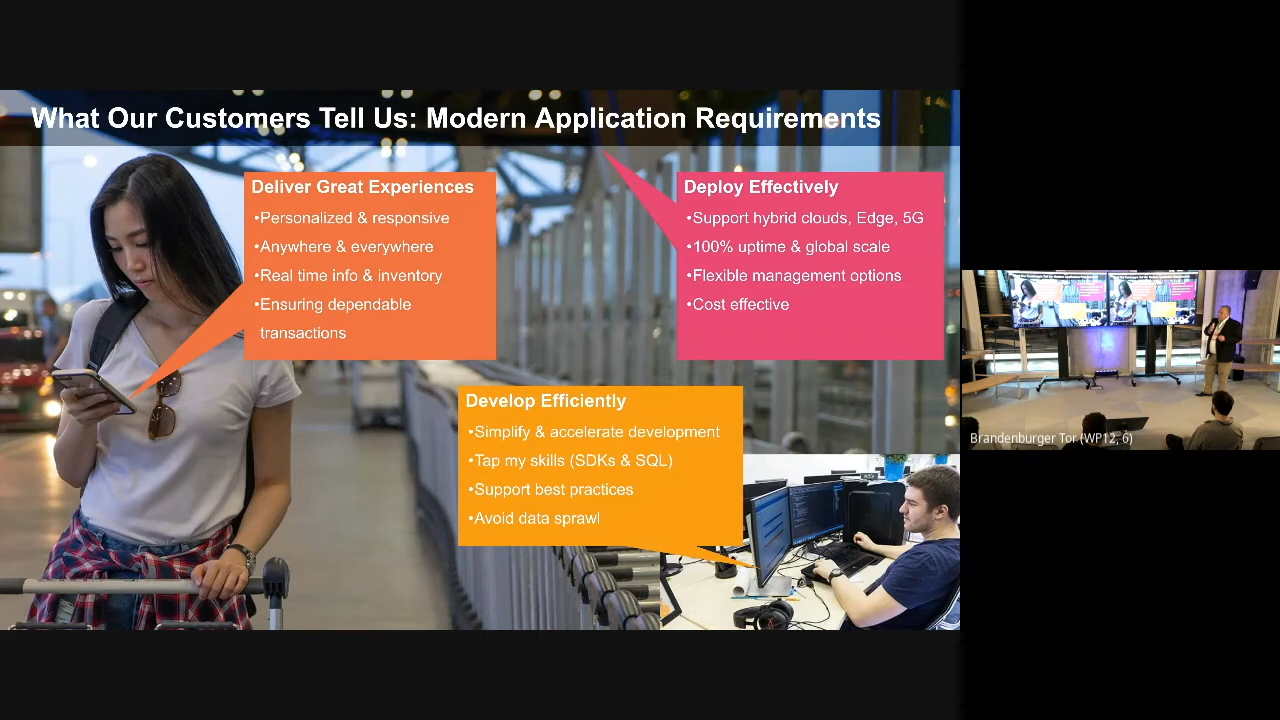 What Our Customers Tell Us: Modern Application Requirements
Deliver Great Experiences
•Personalized & responsive
•Anywhere & everywhere
•Real time info & inventory
•Ensuring dependable
transactions
Deploy Effectively
•Support hybrid clouds, Edge, 5G
•100% uptime & global scale
•Flexible management options
•Cost effective
Develop Efficiently
•Simplify & accelerate development
•Tap my skills (SDKs & SQL)
•Support best practices
•Avoid data sprawl
Brandenburger Tor (WP12, 6)